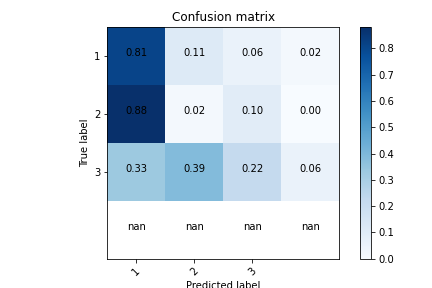 Confusion matrix
1 0.81 0.11 0.06 0.02
2 0.88 0.02 0.10 0.00
3 0.33 0.39 0.22 0.06
nan nan nan nan
1 2 3
True label
Predicted label
0.8
0.7
0.6
0.5
0.4
0.3
0.2
0.1
0.0